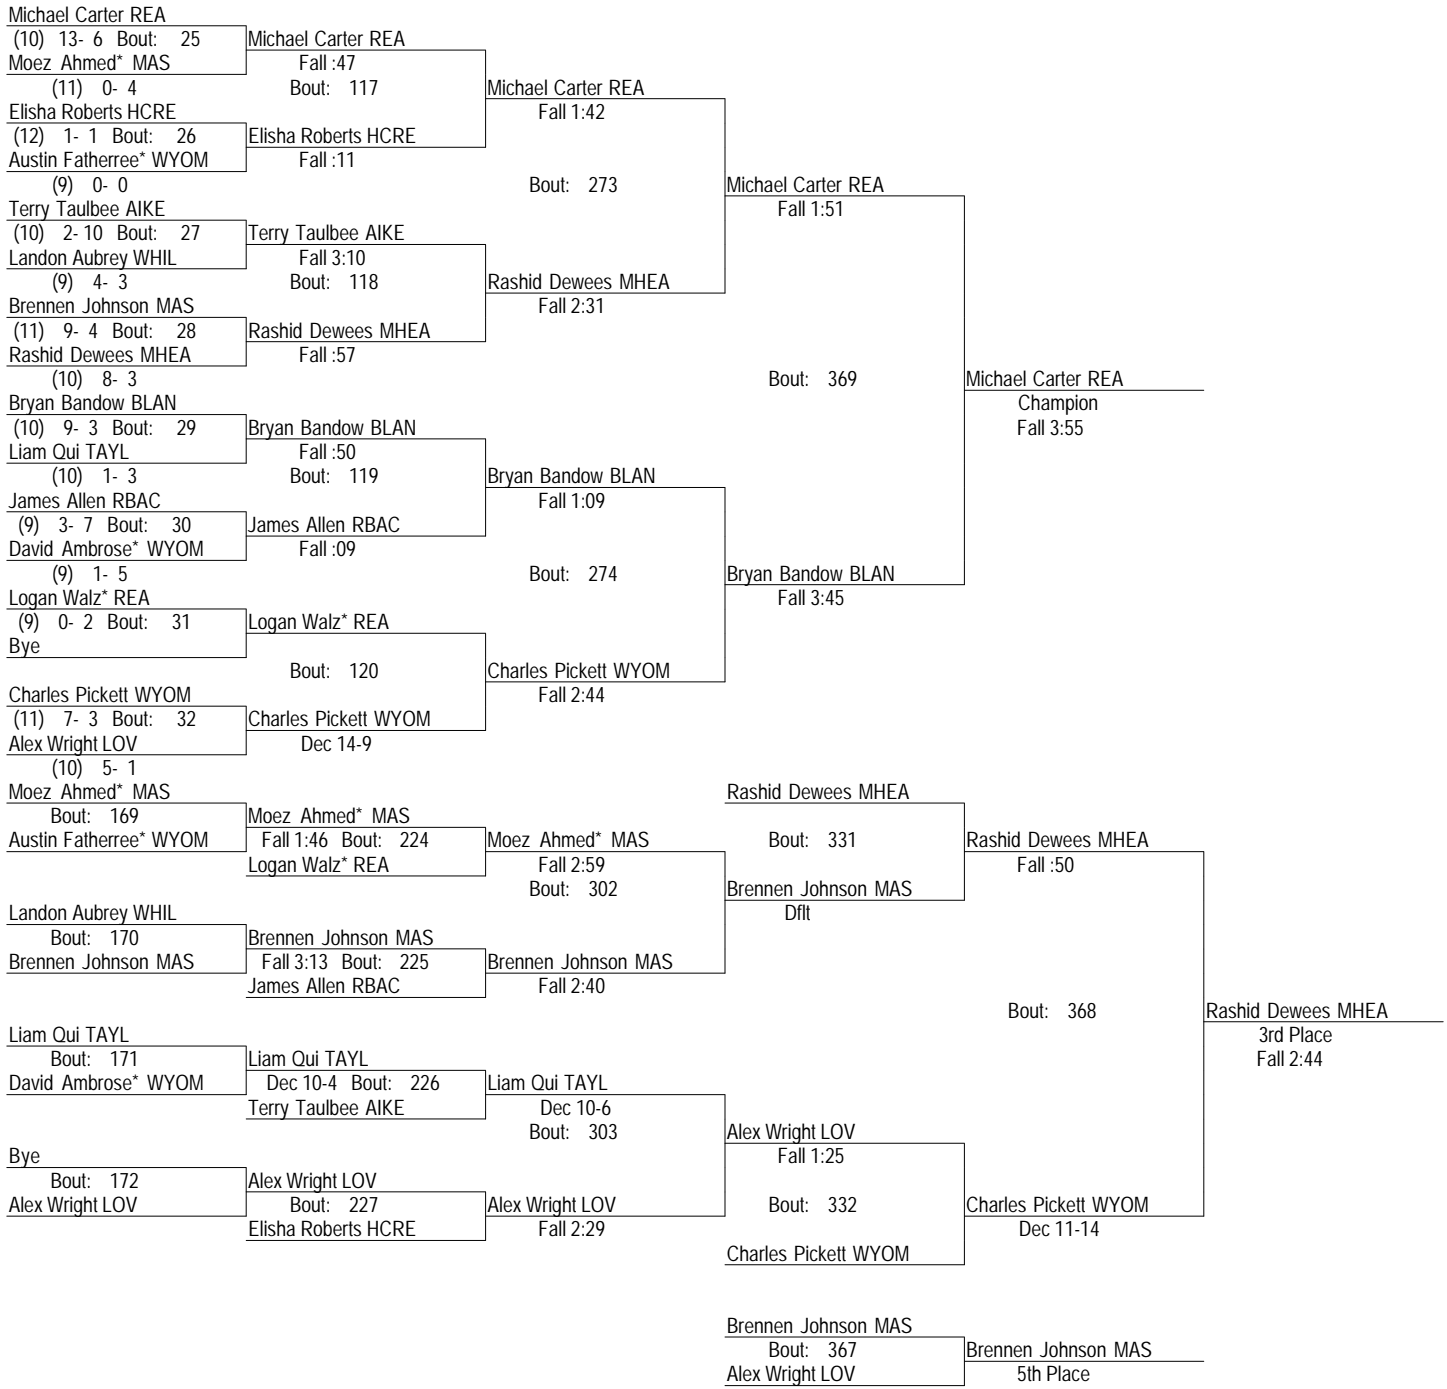 Michael Carter REA
(10) 13- 6 Bout: 25 Michael Carter REA
Moez Ahmed* MAS Fall :47
(11) 0- 4 Bout: 117 Michael Carter REA
Elisha Roberts HCRE Fall 1:42
(12) 1- 1 Bout: 26 Elisha Roberts HCRE
Austin Fatherree* WYOM Fall :11
(9) 0- 0 Bout: 273 Michael Carter REA
Terry Taulbee AIKE Fall 1:51
(10) 2- 10 Bout: 27 Terry Taulbee AIKE
Landon Aubrey WHIL Fall 3:10
(9) 4- 3 Bout: 118 Rashid Dewees MHEA
Brennen Johnson MAS Fall 2:31
(11) 9- 4 Bout: 28 Rashid Dewees MHEA
Rashid Dewees MHEA Fall :57
(10) 8- 3 Bout: 369 Michael Carter REA
Bryan Bandow BLAN Champion
(10) 9- 3 Bout: 29 Bryan Bandow BLAN Fall 3:55
Liam Qui TAYL Fall :50
(10) 1- 3 Bout: 119 Bryan Bandow BLAN
James Allen RBAC Fall 1:09
(9) 3- 7 Bout: 30 James Allen RBAC
David Ambrose* WYOM Fall :09
(9) 1- 5 Bout: 274 Bryan Bandow BLAN
Logan Walz* REA Fall 3:45
(9) 0- 2 Bout: 31 Logan Walz* REA
Bye
Bout: 120 Charles Pickett WYOM
Charles Pickett WYOM Fall 2:44
(11) 7- 3 Bout: 32 Charles Pickett WYOM
Alex Wright LOV Dec 14-9
(10) 5- 1
Moez Ahmed* MAS Rashid Dewees MHEA
Bout: 169 Moez Ahmed* MAS
Austin Fatherree* WYOM Fall 1:46 Bout: 224 Moez Ahmed* MAS Bout: 331 Rashid Dewees MHEA
Logan Walz* REA Fall 2:59 Fall :50
Bout: 302 Brennen Johnson MAS
Landon Aubrey WHIL Dflt
Bout: 170 Brennen Johnson MAS
Brennen Johnson MAS Fall 3:13 Bout: 225 Brennen Johnson MAS
James Allen RBAC Fall 2:40
Bout: 368 Rashid Dewees MHEA
Liam Qui TAYL 3rd Place
Bout: 171 Liam Qui TAYL Fall 2:44
David Ambrose* WYOM Dec 10-4 Bout: 226 Liam Qui TAYL
Terry Taulbee AIKE Dec 10-6
Bout: 303 Alex Wright LOV
Bye Fall 1:25
Bout: 172 Alex Wright LOV
Alex Wright LOV Bout: 227 Alex Wright LOV Bout: 332 Charles Pickett WYOM
Elisha Roberts HCRE Fall 2:29 Dec 11-14
Charles Pickett WYOM
Brennen Johnson MAS
Bout: 367 Brennen Johnson MAS
Alex Wright LOV 5th Place